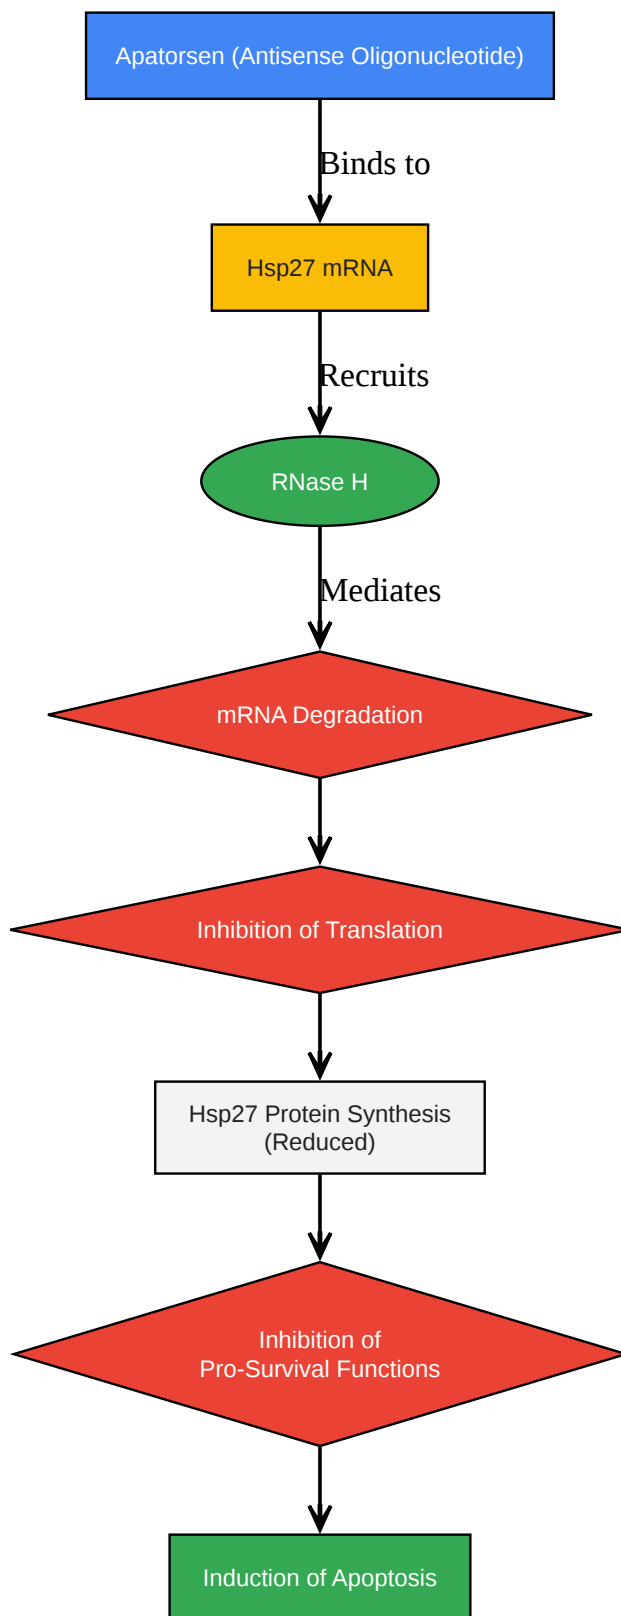 Apatorsen (Antisense Oligonucleotide)
Binds to
Hsp27 mRNA
Recruits
RNase H
Mediates
mRNA Degradation
Inhibition of Translation
Hsp27 Protein Synthesis
(Reduced)
Inhibition of
Pro-Survival Functions
Induction of Apoptosis